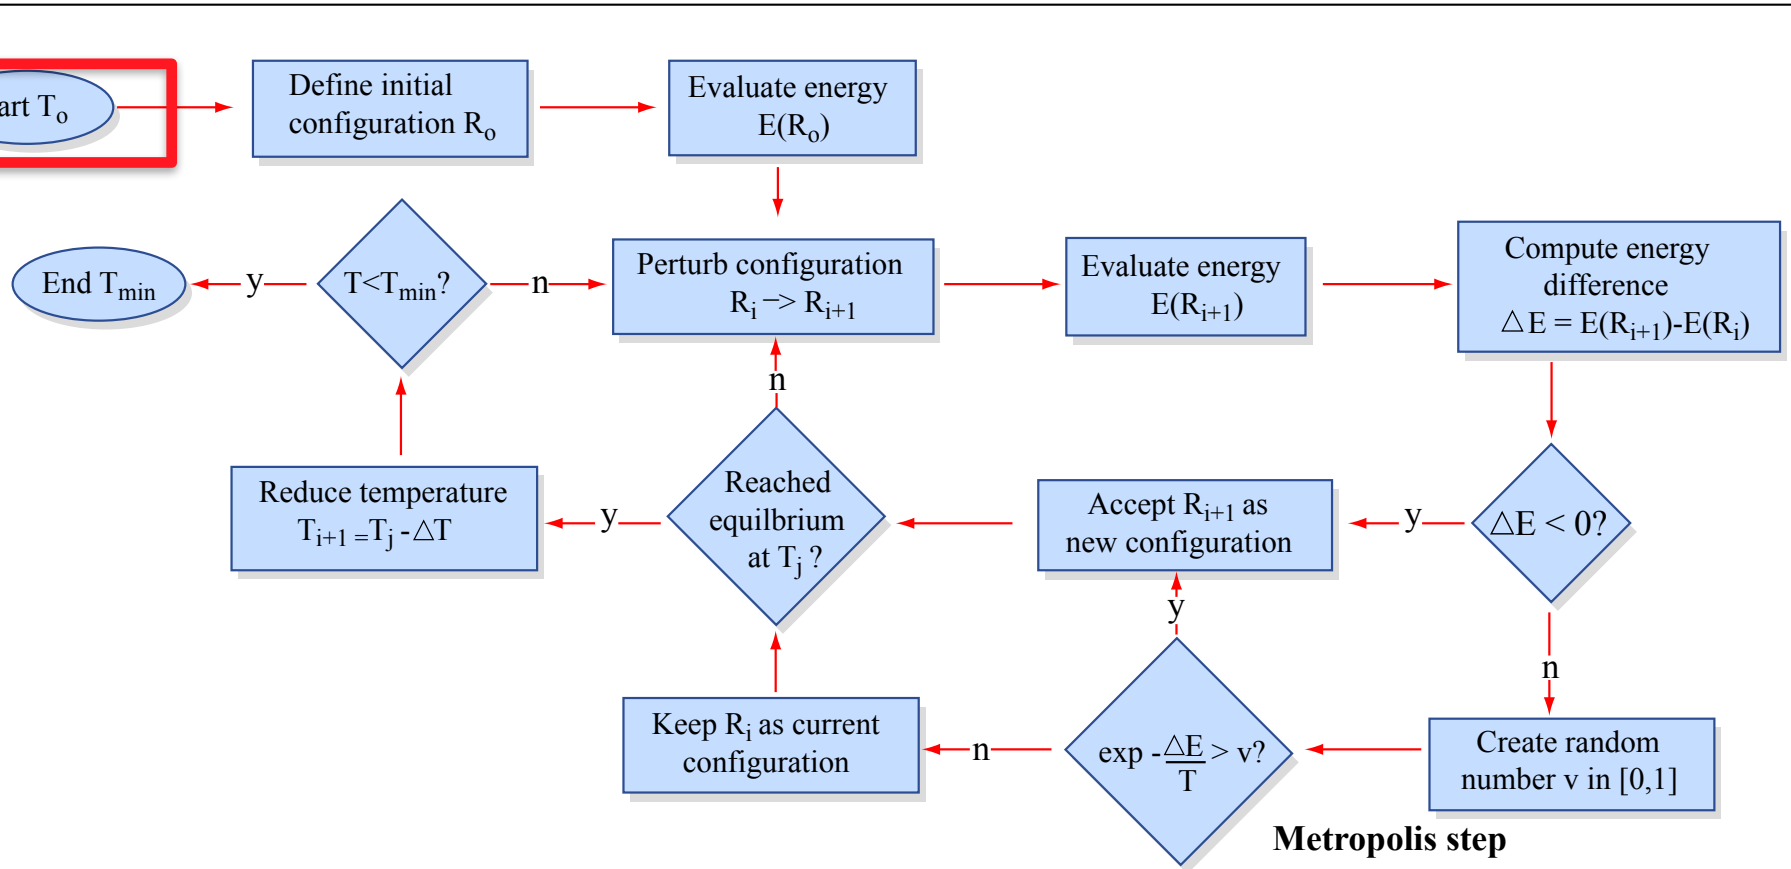 art To
Define initial
configuration Ro
Evaluate energy
E(Ro)
End Tmin
y
T<Tmin?
n
Perturb configuration
Ri –> Ri+1
Evaluate energy
E(Ri+1)
Compute energy
difference
△E = E(Ri+1)-E(Ri)
n
Reduce temperature
Ti+1 =Tj -△T
y
Reached
equilbrium
at Tj ?
Accept Ri+1 as
new configuration
y
△E < 0?
y
n
Keep Ri as current
configuration
n
exp -△E/T > v?
Create random
number v in [0,1]
Metropolis step